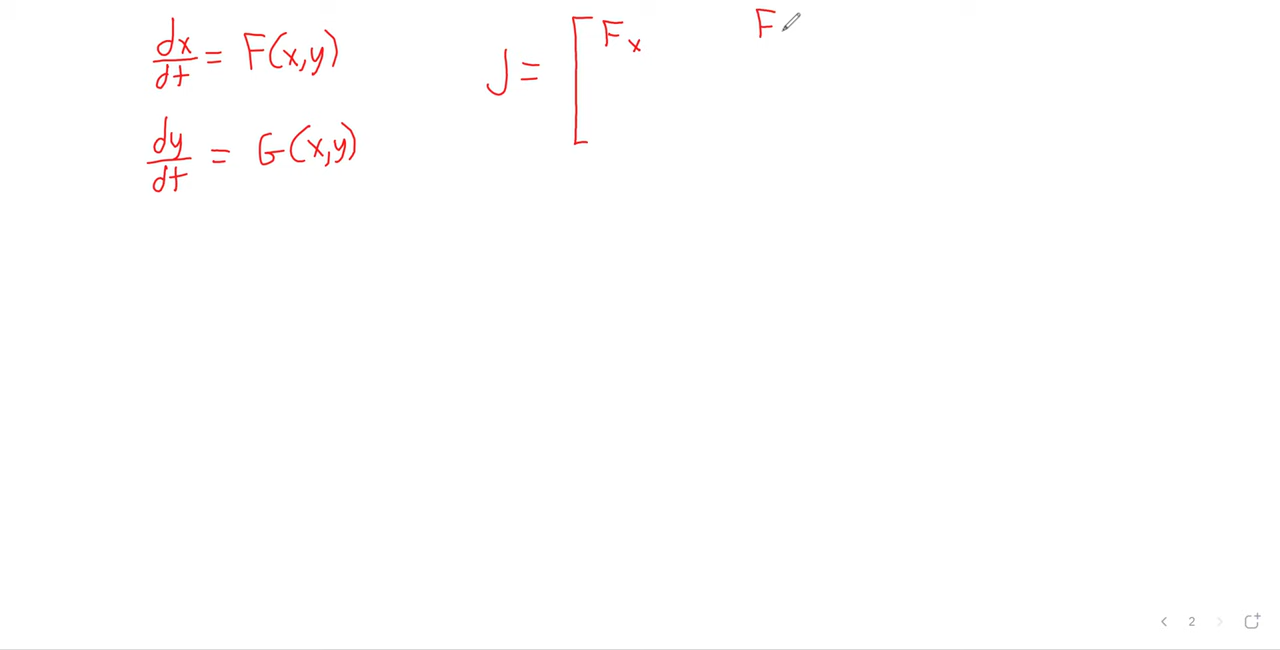 dx/dt = F(x,y)
dy/dt = G(x,y)
J = [ Fₓ F
< 2 >